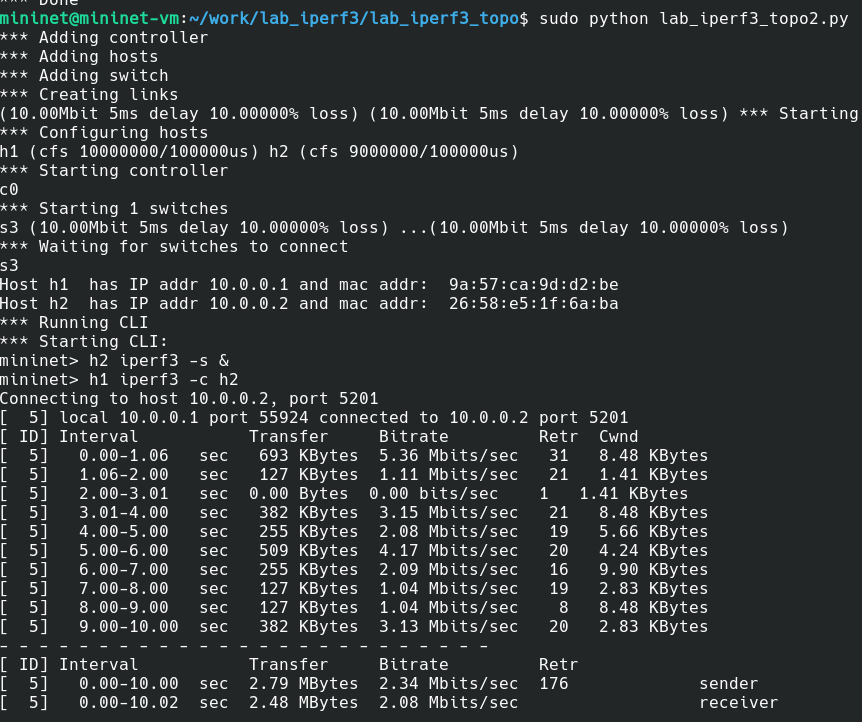 *** Done
mininet@mininet-vm:~/work/lab_iperf3/lab_iperf3_topo$ sudo python lab_iperf3_topo2.py
*** Adding controller
*** Adding hosts
*** Adding switch
*** Creating links
(10.00Mbit 5ms delay 10.00000% loss) (10.00Mbit 5ms delay 10.00000% loss) *** Starting
*** Configuring hosts
h1 (cfs 10000000/100000us) h2 (cfs 9000000/100000us)
*** Starting controller
c0
*** Starting 1 switches
s3 (10.00Mbit 5ms delay 10.00000% loss) ...(10.00Mbit 5ms delay 10.00000% loss)
*** Waiting for switches to connect
s3
Host h1  has IP addr 10.0.0.1 and mac addr:  9a:57:ca:9d:d2:be
Host h2  has IP addr 10.0.0.2 and mac addr:  26:58:e5:1f:6a:ba
*** Running CLI
*** Starting CLI:
mininet> h2 iperf3 -s &
mininet> h1 iperf3 -c h2
Connecting to host 10.0.0.2, port 5201
[  5] local 10.0.0.1 port 55924 connected to 10.0.0.2 port 5201
[ ID] Interval           Transfer     Bitrate         Retr  Cwnd
[  5]   0.00-1.06   sec   693 KBytes  5.36 Mbits/sec   31   8.48 KBytes
[  5]   1.06-2.00   sec   127 KBytes  1.11 Mbits/sec   21   1.41 KBytes
[  5]   2.00-3.01   sec  0.00 Bytes  0.00 bits/sec    1   1.41 KBytes
[  5]   3.01-4.00   sec   382 KBytes  3.15 Mbits/sec   21   8.48 KBytes
[  5]   4.00-5.00   sec   255 KBytes  2.08 Mbits/sec   19   5.66 KBytes
[  5]   5.00-6.00   sec   509 KBytes  4.17 Mbits/sec   20   4.24 KBytes
[  5]   6.00-7.00   sec   255 KBytes  2.09 Mbits/sec   16   9.90 KBytes
[  5]   7.00-8.00   sec   127 KBytes  1.04 Mbits/sec   19   2.83 KBytes
[  5]   8.00-9.00   sec   127 KBytes  1.04 Mbits/sec    8   8.48 KBytes
[  5]   9.00-10.00  sec   382 KBytes  3.13 Mbits/sec   20   2.83 KBytes
- - - - - - - - - - - - - - - - - - - - - - - - -
[ ID] Interval           Transfer     Bitrate         Retr
[  5]   0.00-10.00  sec  2.79 MBytes  2.34 Mbits/sec  176             sender
[  5]   0.00-10.02  sec  2.48 MBytes  2.08 Mbits/sec                  receiver